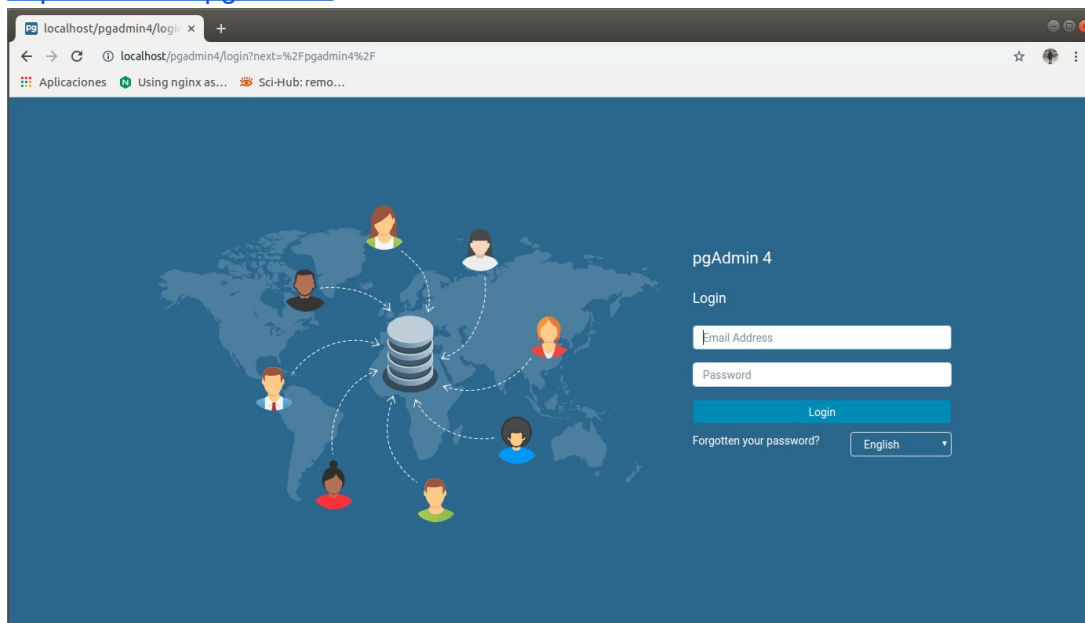 localhost/pgadmin4/logi
localhost/pgadmin4/login?next=%2Fpgadmin4%2F
Aplicaciones Using nginx as… Sci-Hub: remo…
pgAdmin 4
Login
Email Address
Password
Login
Forgotten your password? English